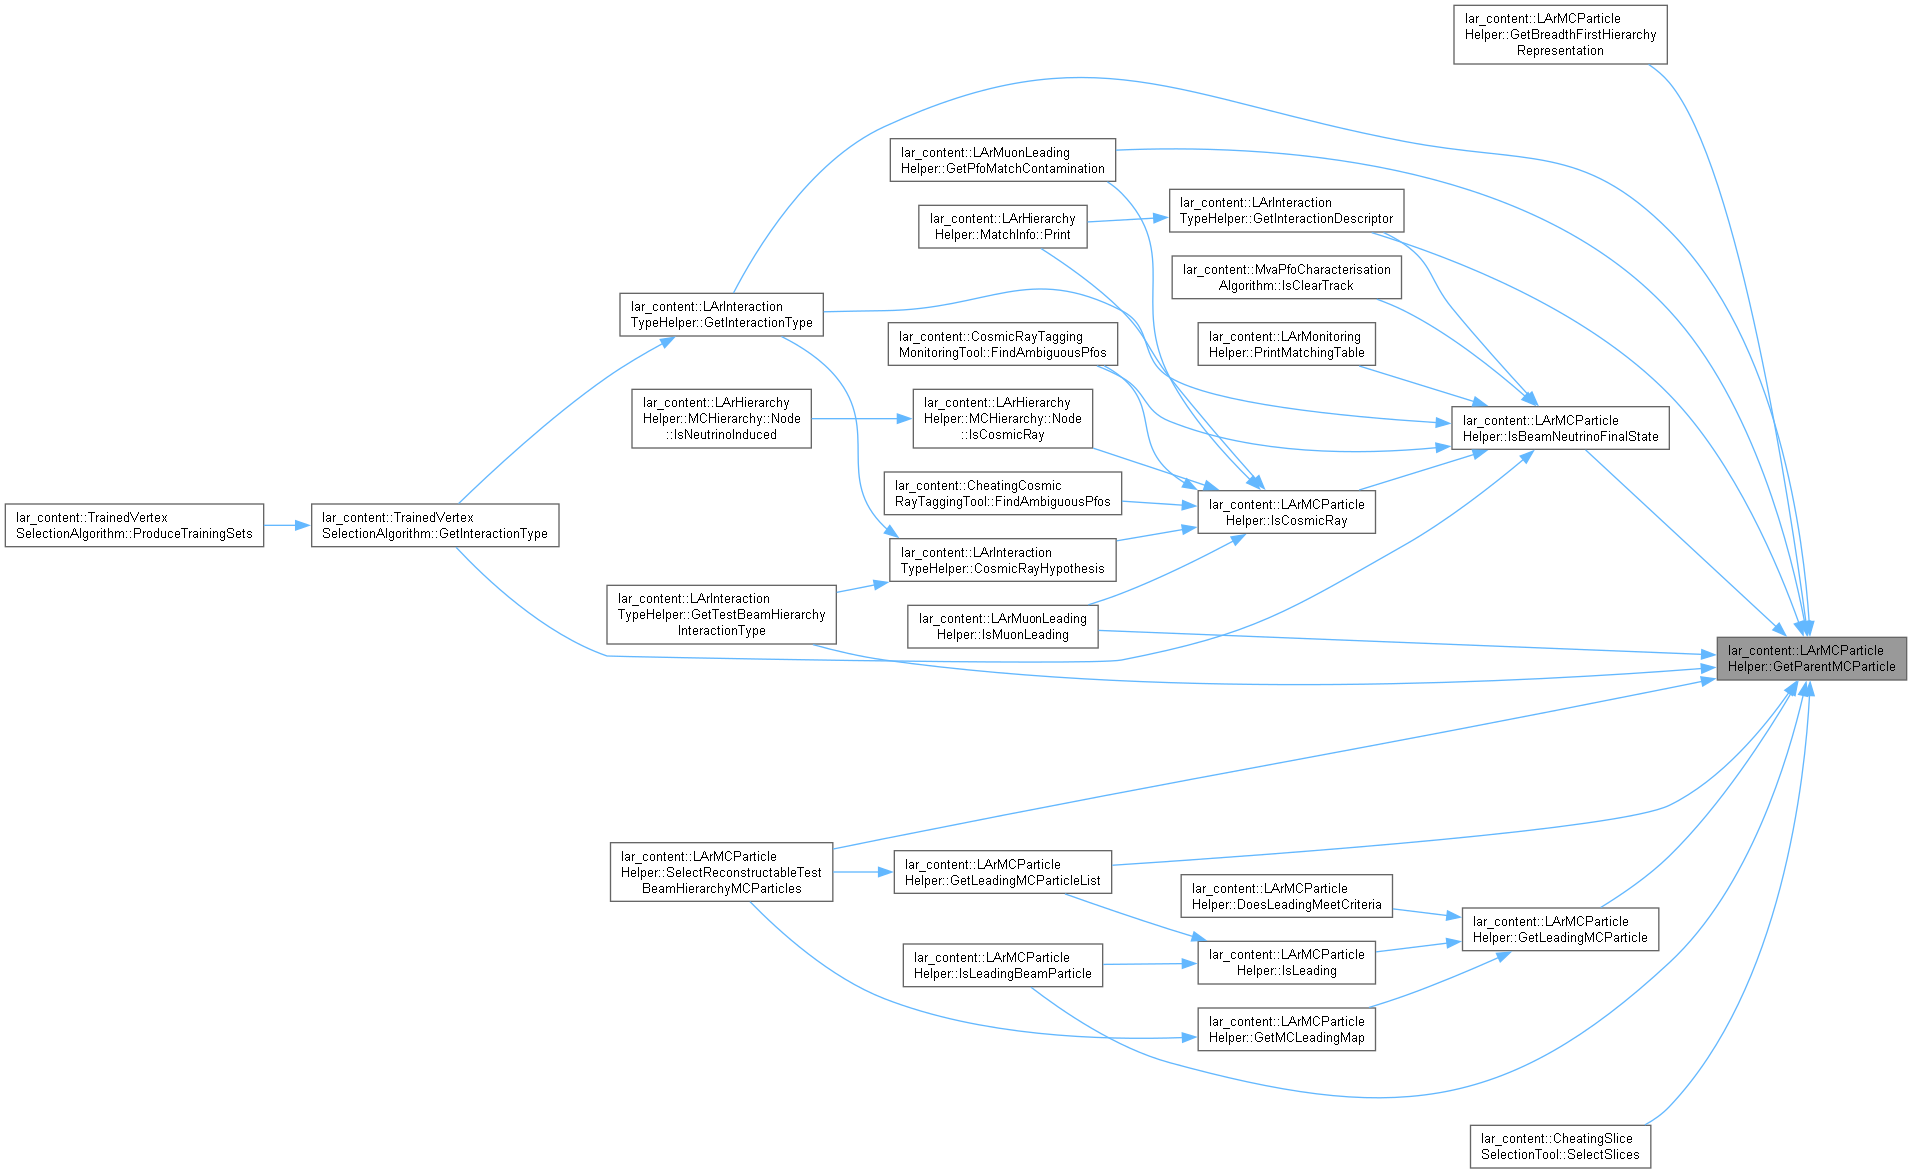 lar_content::LArMCParticle
Helper::GetBreadthFirstHierarchy
Representation
lar_content::LArMuonLeading
Helper::GetPfoMatchContamination
lar_content::LArInteraction
TypeHelper::GetInteractionDescriptor
lar_content::LArHierarchy
Helper::MatchInfo::Print
lar_content::MvaPfoCharacterisation
Algorithm::IsClearTrack
lar_content::LArInteraction
TypeHelper::GetInteractionType
lar_content::CosmicRayTagging
MonitoringTool::FindAmbiguousPfos
lar_content::LArMonitoring
Helper::PrintMatchingTable
lar_content::LArHierarchy
Helper::MCHierarchy::Node
::IsNeutrinoInduced
lar_content::LArHierarchy
Helper::MCHierarchy::Node
::IsCosmicRay
lar_content::LArMCParticle
Helper::IsBeamNeutrinoFinalState
lar_content::CheatingCosmic
RayTaggingTool::FindAmbiguousPfos
lar_content::LArMCParticle
Helper::IsCosmicRay
lar_content::TrainedVertex
SelectionAlgorithm::ProduceTrainingSets
lar_content::TrainedVertex
SelectionAlgorithm::GetInteractionType
lar_content::LArInteraction
TypeHelper::CosmicRayHypothesis
lar_content::LArInteraction
TypeHelper::GetTestBeamHierarchy
InteractionType
lar_content::LArMuonLeading
Helper::IsMuonLeading
lar_content::LArMCParticle
Helper::GetParentMCParticle
lar_content::LArMCParticle
Helper::SelectReconstructableTest
BeamHierarchyMCParticles
lar_content::LArMCParticle
Helper::GetLeadingMCParticleList
lar_content::LArMCParticle
Helper::DoesLeadingMeetCriteria
lar_content::LArMCParticle
Helper::GetLeadingMCParticle
lar_content::LArMCParticle
Helper::IsLeadingBeamParticle
lar_content::LArMCParticle
Helper::IsLeading
lar_content::LArMCParticle
Helper::GetMCLeadingMap
lar_content::CheatingSlice
SelectionTool::SelectSlices